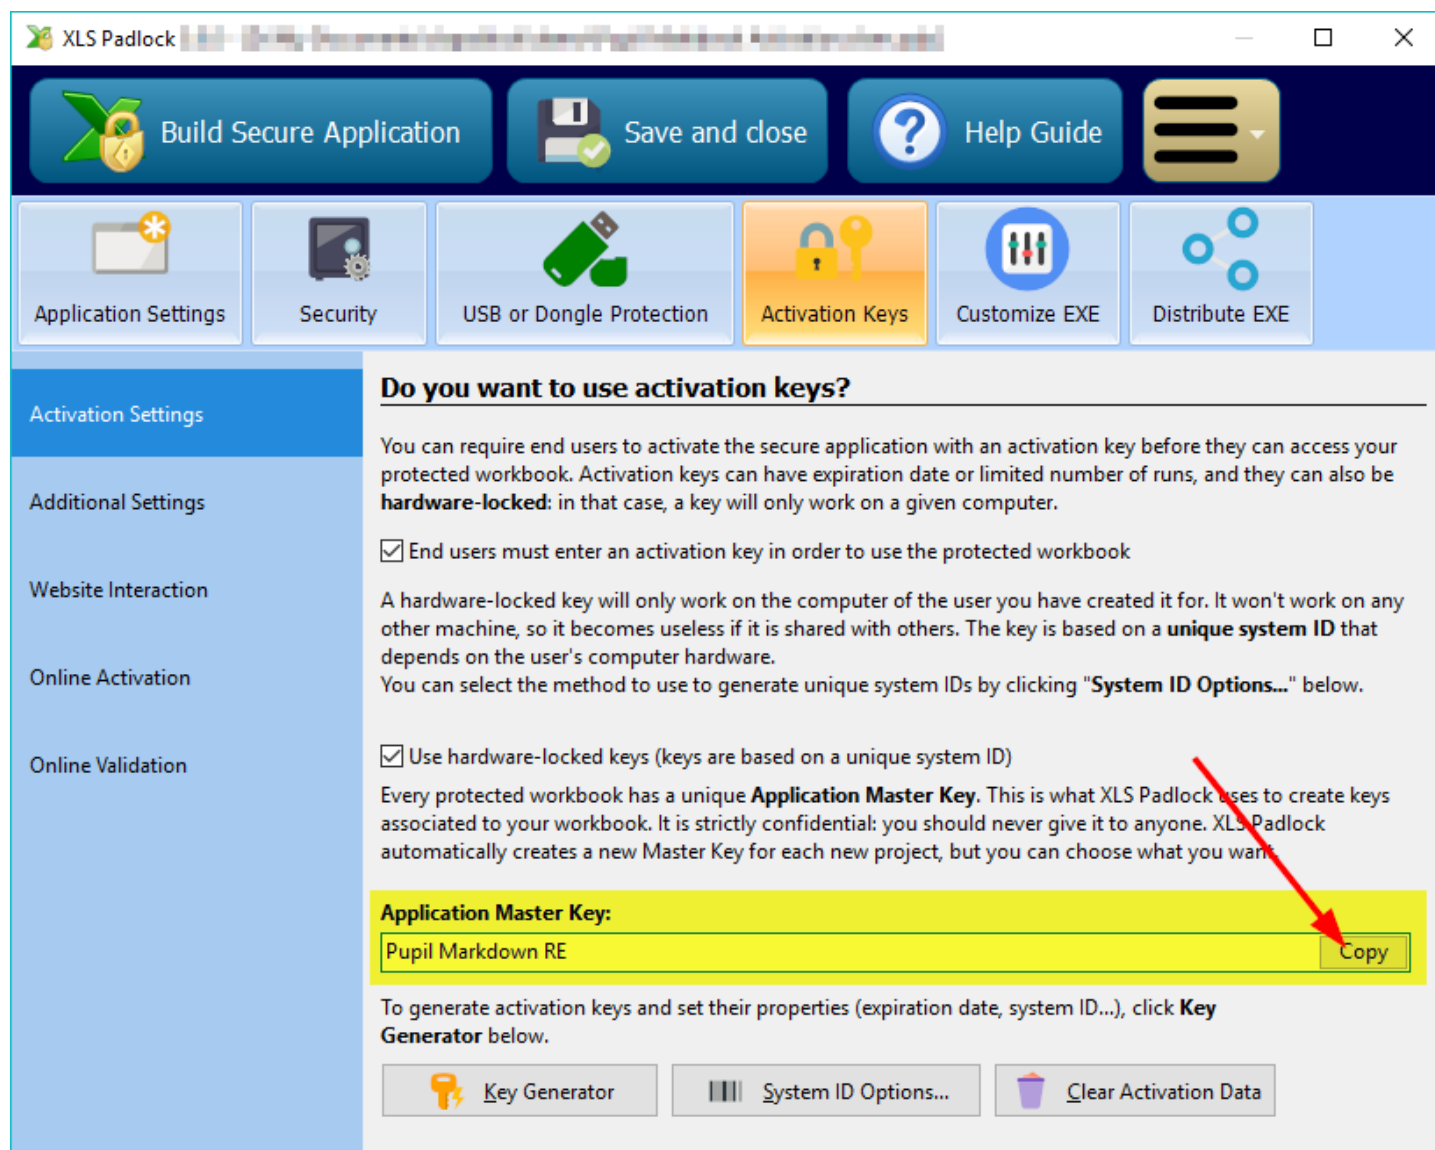 XLS Padlock
Build Secure Application
Save and close
Help Guide
Application Settings
Security
USB or Dongle Protection
Activation Keys
Customize EXE
Distribute EXE
Activation Settings
Additional Settings
Website Interaction
Online Activation
Online Validation
Do you want to use activation keys?
You can require end users to activate the secure application with an activation key before they can access your
protected workbook. Activation keys can have expiration date or limited number of runs, and they can also be
hardware-locked: in that case, a key will only work on a given computer.
End users must enter an activation key in order to use the protected workbook
A hardware-locked key will only work on the computer of the user you have created it for. It won't work on any
other machine, so it becomes useless if it is shared with others. The key is based on a unique system ID that
depends on the user's computer hardware.
You can select the method to use to generate unique system IDs by clicking "System ID Options..." below.
Use hardware-locked keys (keys are based on a unique system ID)
Every protected workbook has a unique Application Master Key. This is what XLS Padlock uses to create keys
associated to your workbook. It is strictly confidential: you should never give it to anyone. XLS Padlock
automatically creates a new Master Key for each new project, but you can choose what you want.
Application Master Key:
Pupil Markdown RE
Copy
To generate activation keys and set their properties (expiration date, system ID...), click Key
Generator below.
Key Generator
System ID Options...
Clear Activation Data